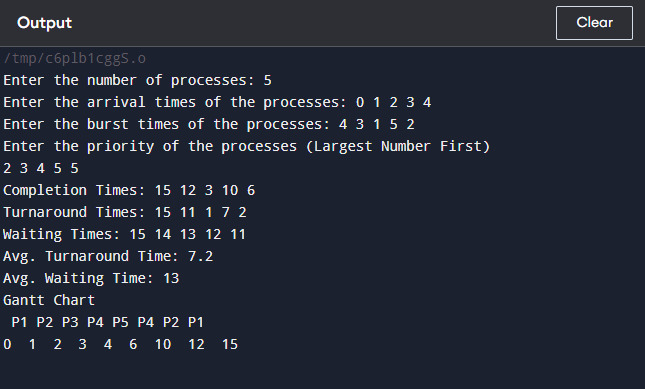 Output
Clear
/tmp/c6plb1cggS.o
Enter the number of processes: 5
Enter the arrival times of the processes: 0 1 2 3 4
Enter the burst times of the processes: 4 3 1 5 2
Enter the priority of the processes (Largest Number First)
2 3 4 5 5
Completion Times: 15 12 3 10 6
Turnaround Times: 15 11 1 7 2
Waiting Times: 15 14 13 12 11
Avg. Turnaround Time: 7.2
Avg. Waiting Time: 13
Gantt Chart
P1 P2 P3 P4 P5 P4 P2 P1
0 1 2 3 4 6 10 12 15